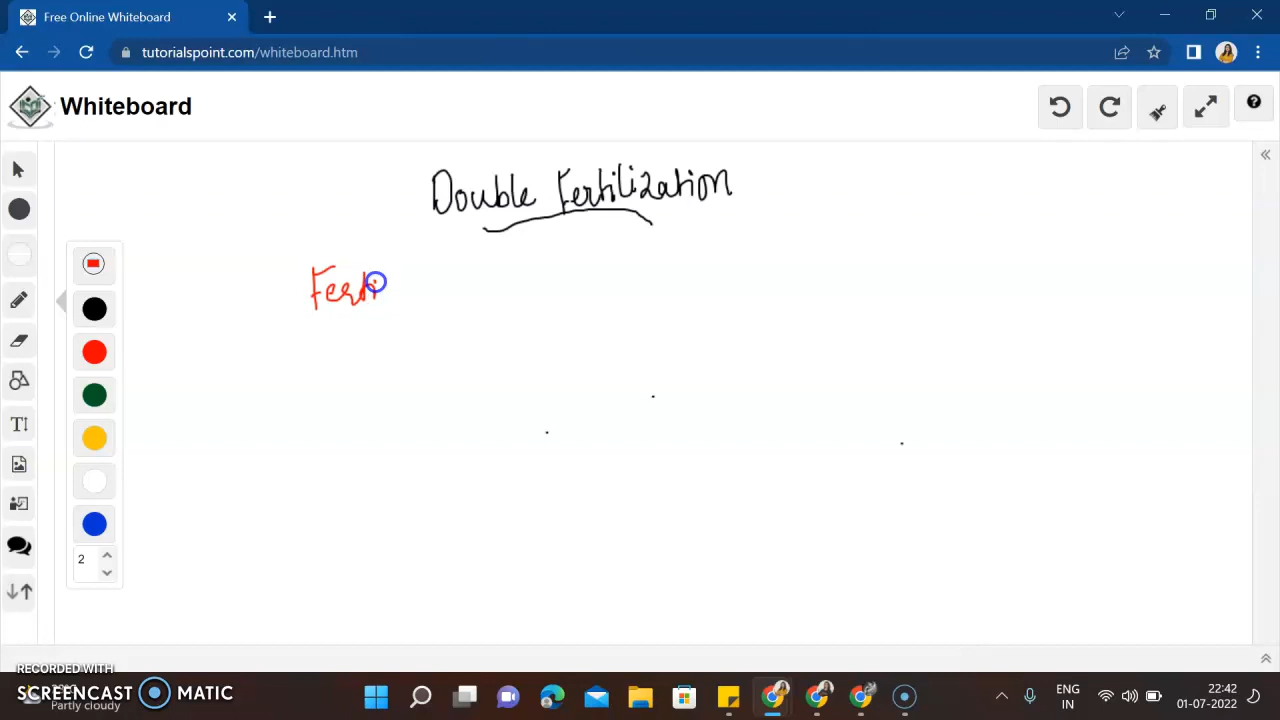 Free Online Whiteboard
tutorialspoint.com/whiteboard.htm
Whiteboard
Double Fertilization
Ferti
2
RECORDED WITH
SCREENCAST MATIC
Partly cloudy
ENG
IN
22:42
01-07-2022